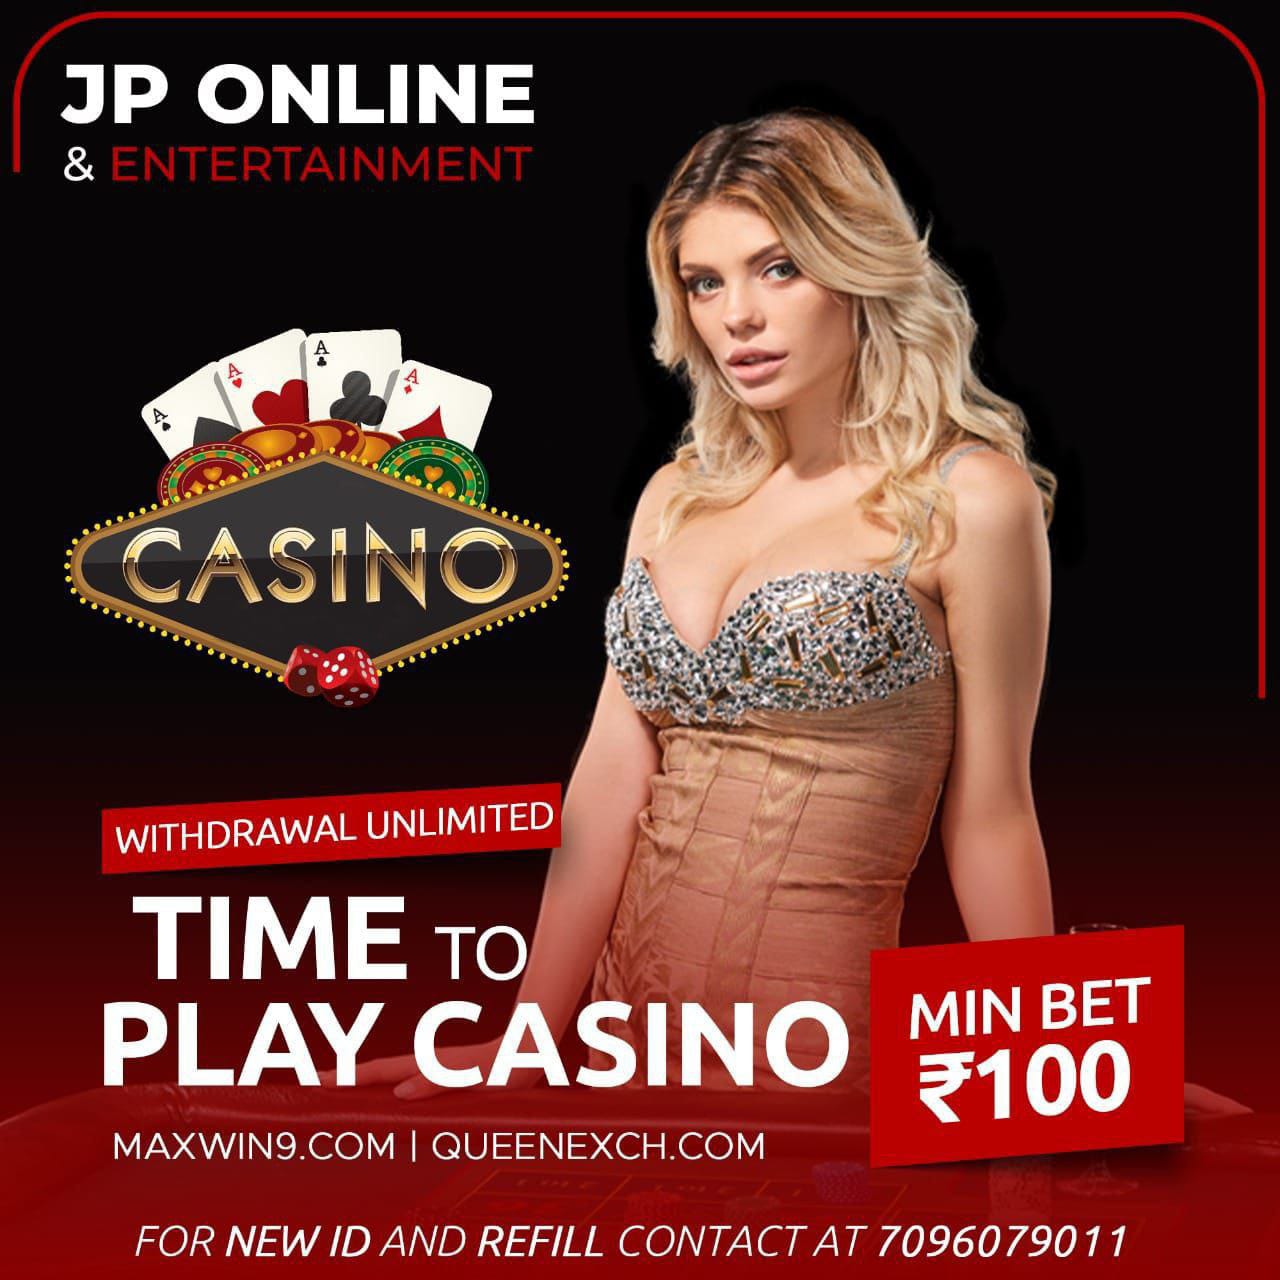 JP ONLINE
& ENTERTAINMENT
A
A
A
A
CASINO
WITHDRAWAL UNLIMITED
TIME TO
PLAY CASINO
MIN BET
₹100
MAXWIN9.COM | QUEENEXCH.COM
FOR NEW ID AND REFILL CONTACT AT 7096079011